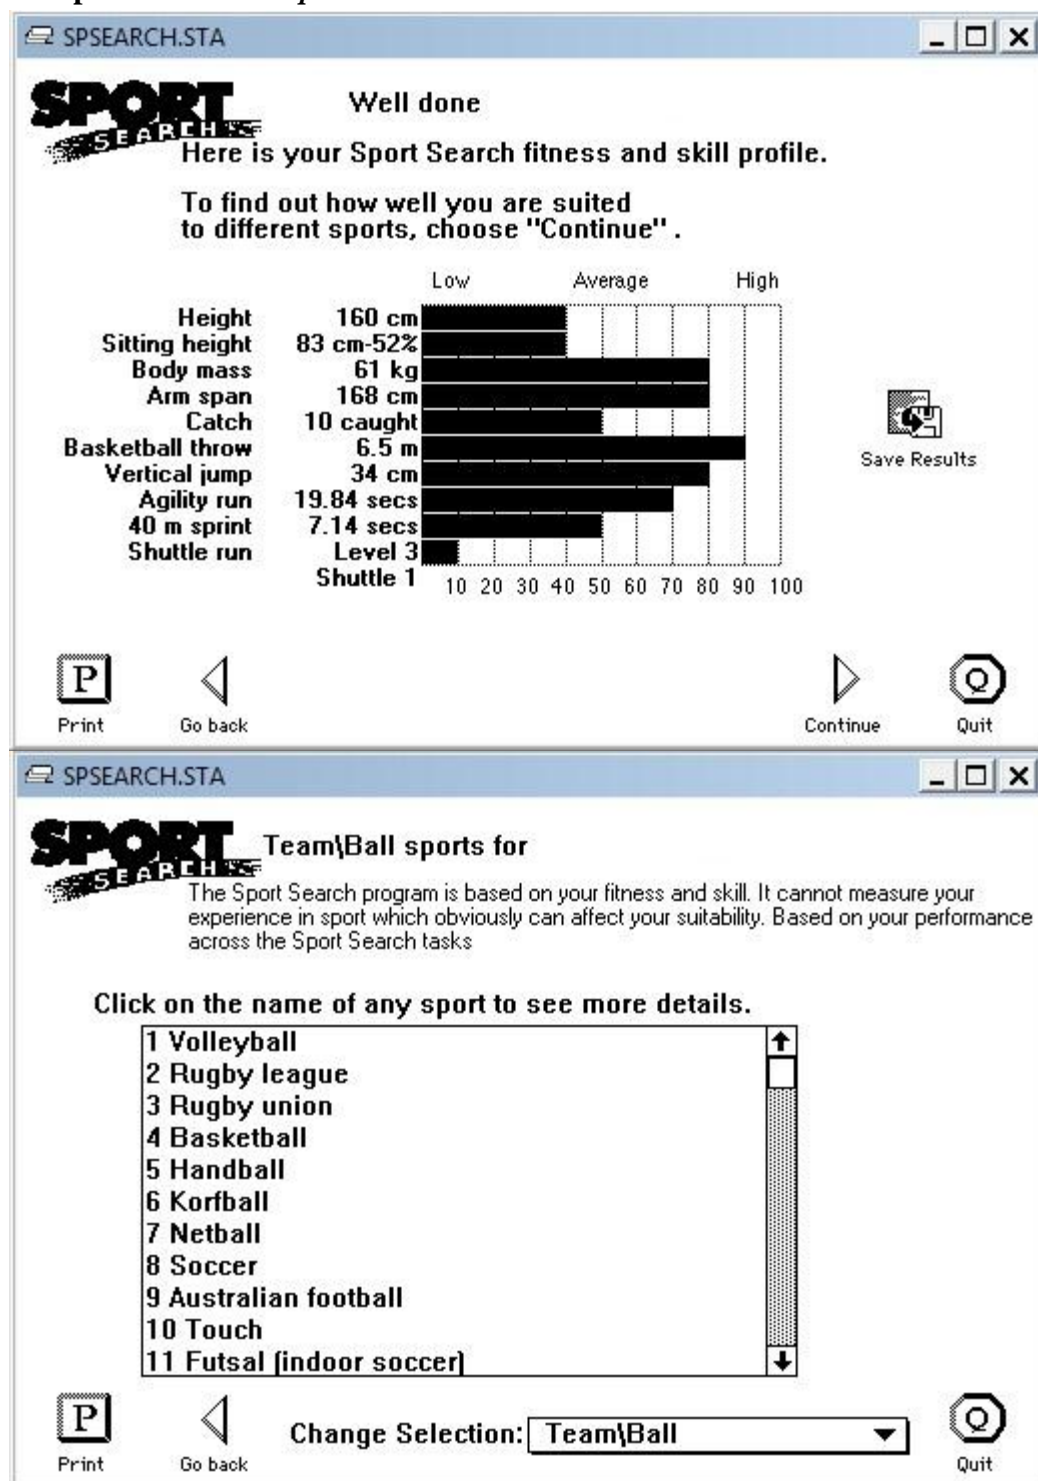 SPSEARCH.STA
SPORT
SEARCH
Well done
Here is your Sport Search fitness and skill profile.
To find out how well you are suited
to different sports, choose "Continue" .
Low Average High
Height 160 cm
Sitting height 83 cm-52%
Body mass 61 kg
Arm span 168 cm
Catch 10 caught
Basketball throw 6.5 m
Vertical jump 34 cm
Agility run 19.84 secs
40 m sprint 7.14 secs
Shuttle run Level 3
Shuttle 1
10 20 30 40 50 60 70 80 90 100
Save Results
P
Print
Go back
Continue
Q
Quit
SPSEARCH.STA
SPORT
SEARCH
Team\Ball sports for
The Sport Search program is based on your fitness and skill. It cannot measure your
experience in sport which obviously can affect your suitability. Based on your performance
across the Sport Search tasks
Click on the name of any sport to see more details.
1 Volleyball
2 Rugby league
3 Rugby union
4 Basketball
5 Handball
6 Korfball
7 Netball
8 Soccer
9 Australian football
10 Touch
11 Futsal (indoor soccer)
P
Print
Go back
Change Selection: Team\Ball
Q
Quit